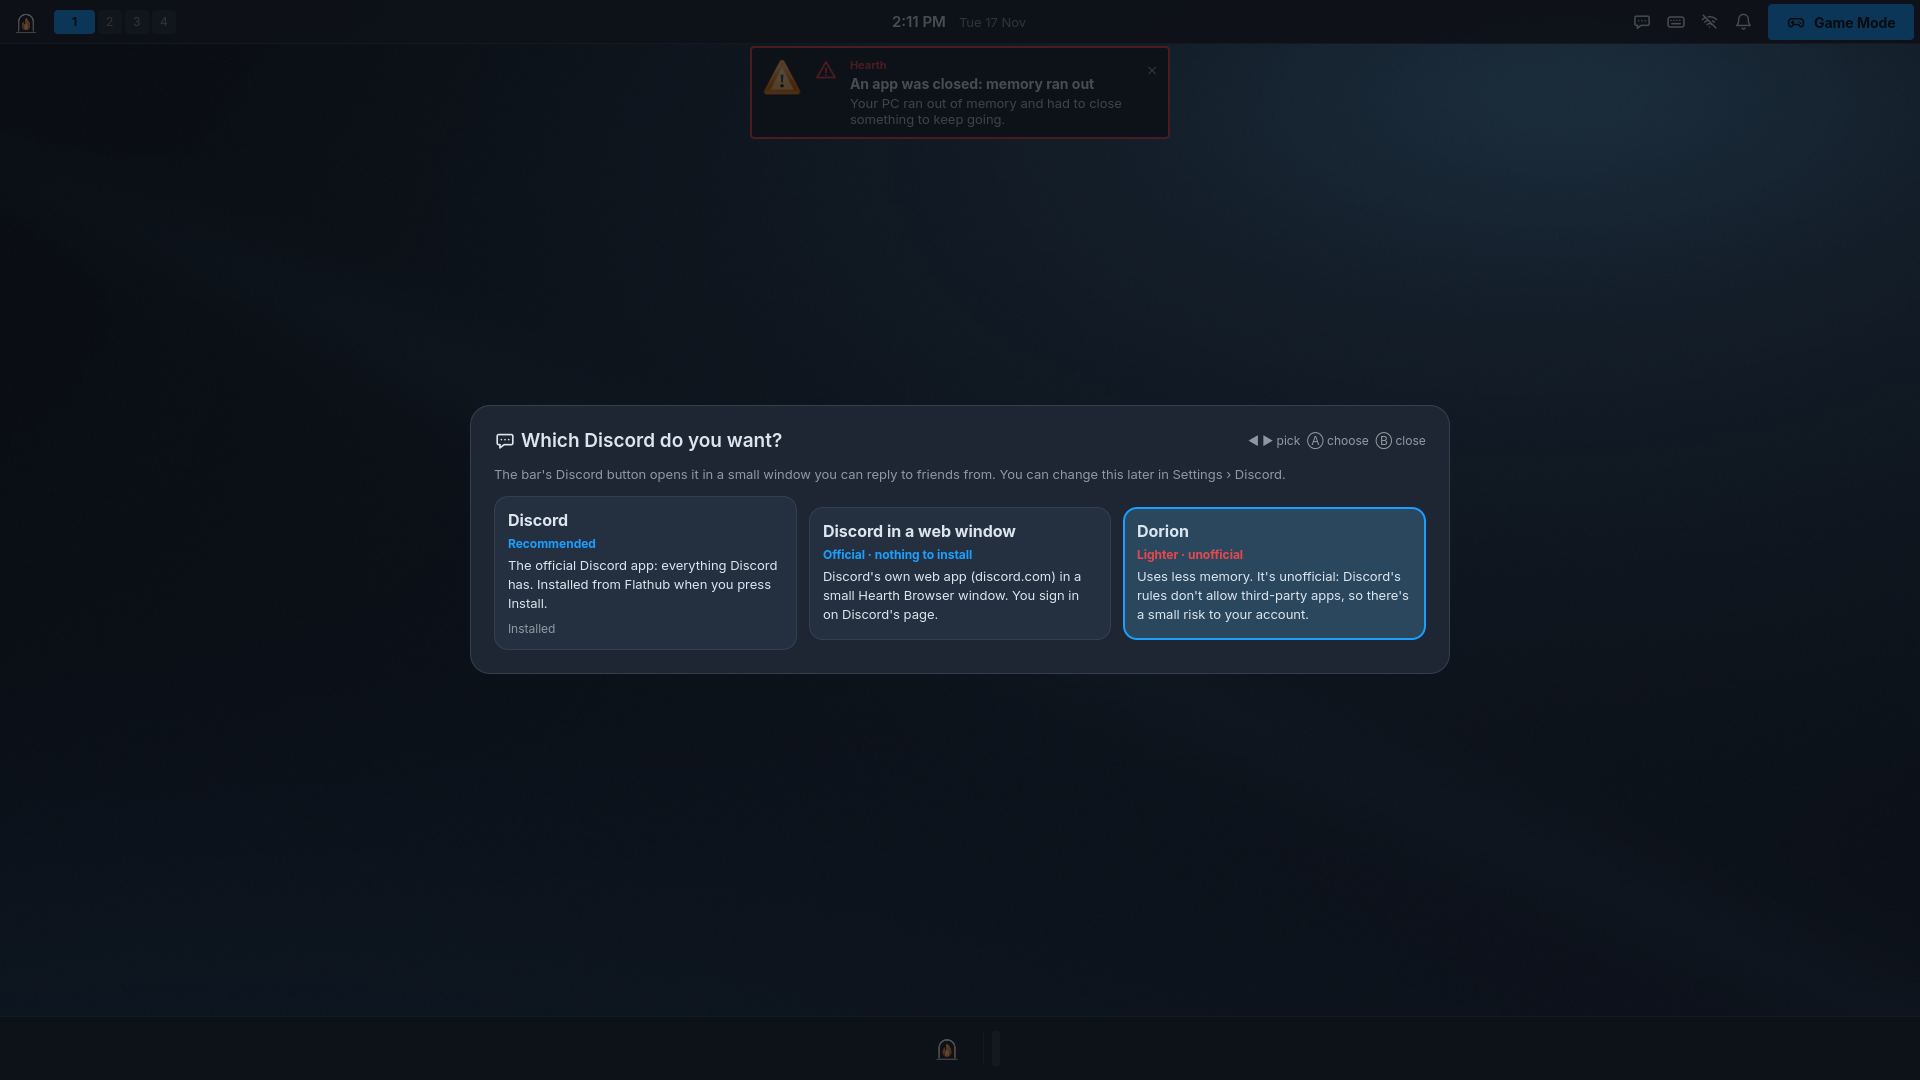 1 2 3 4
2:11 PM Tue 17 Nov
Game Mode
Hearth
An app was closed: memory ran out
Your PC ran out of memory and had to close
something to keep going.
Which Discord do you want?
◀ ▶ pick Ⓐ choose Ⓑ close
The bar's Discord button opens it in a small window you can reply to friends from. You can change this later in Settings › Discord.
Discord
Recommended
The official Discord app: everything Discord
has. Installed from Flathub when you press
Install.
Installed
Discord in a web window
Official · nothing to install
Discord's own web app (discord.com) in a
small Hearth Browser window. You sign in
on Discord's page.
Dorion
Lighter · unofficial
Uses less memory. It's unofficial: Discord's
rules don't allow third-party apps, so there's
a small risk to your account.